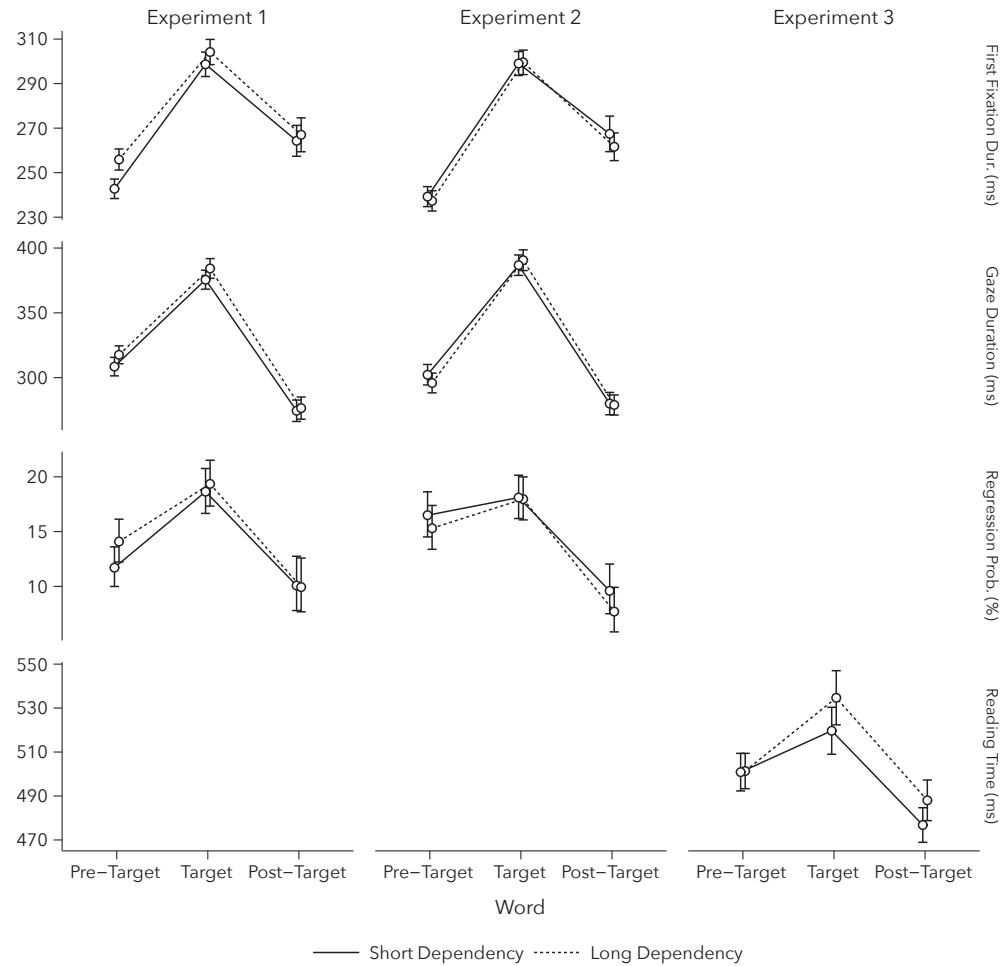 Experiment 1
Experiment 2
Experiment 3
310
290
270
250
230
First Fixation Dur. (ms)
400
350
300
Gaze Duration (ms)
20
15
10
Regression Prob. (%)
550
530
510
490
470
Reading Time (ms)
Pre–Target Target Post–Target
Pre–Target Target Post–Target
Pre–Target Target Post–Target
Word
Short Dependency Long Dependency